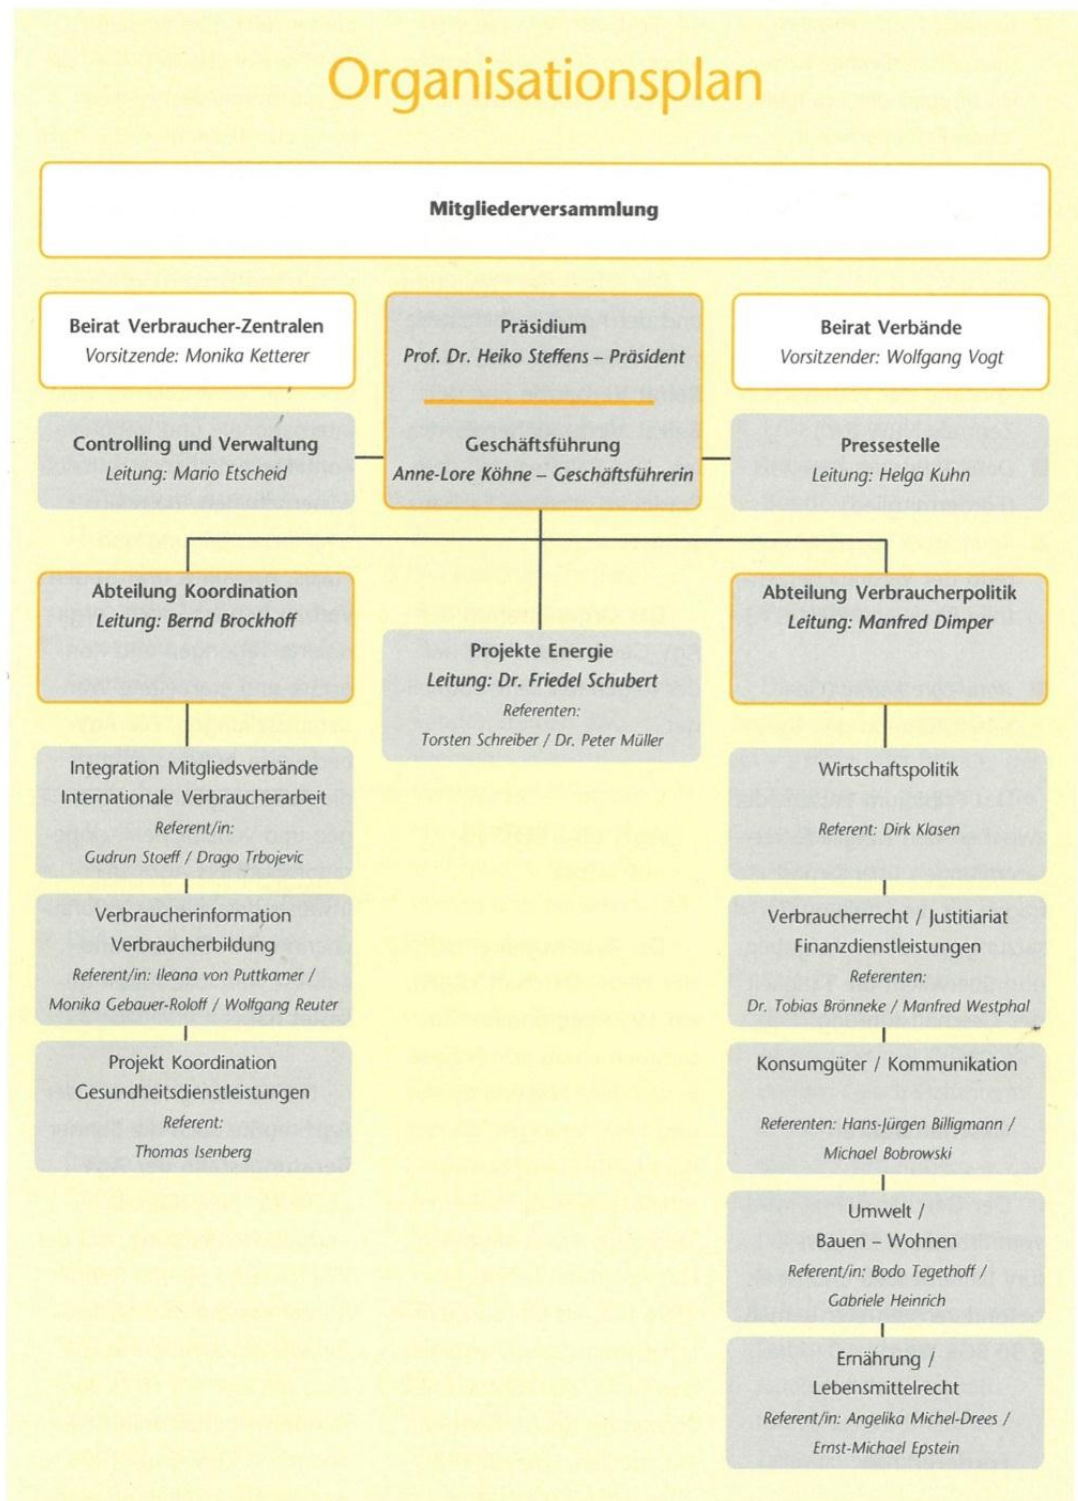 Organisationsplan
Mitgliederversammlung
Beirat Verbraucher-Zentralen
Vorsitzende: Monika Ketterer
Präsidium
Prof. Dr. Heiko Steffens – Präsident
Beirat Verbände
Vorsitzender: Wolfgang Vogt
Controlling und Verwaltung
Leitung: Mario Etscheid
Geschäftsführung
Anne-Lore Köhne – Geschäftsführerin
Pressestelle
Leitung: Helga Kuhn
Abteilung Koordination
Leitung: Bernd Brockhoff
Projekte Energie
Leitung: Dr. Friedel Schubert
Referenten:
Torsten Schreiber / Dr. Peter Müller
Abteilung Verbraucherpolitik
Leitung: Manfred Dimper
Integration Mitgliedsverbände
Internationale Verbraucherarbeit
Referent/in:
Gudrun Stoeff / Drago Trbojevic
Verbraucherinformation
Verbraucherbildung
Referent/in: Ileana von Puttkamer /
Monika Gebauer-Roloff / Wolfgang Reuter
Projekt Koordination
Gesundheitsdienstleistungen
Referent:
Thomas Isenberg
Wirtschaftspolitik
Referent: Dirk Klasen
Verbraucherrecht / Justitiariat
Finanzdienstleistungen
Referenten:
Dr. Tobias Brönneke / Manfred Westphal
Konsumgüter / Kommunikation
Referenten: Hans-Jürgen Billigmann /
Michael Bobrowski
Umwelt /
Bauen – Wohnen
Referent/in: Bodo Tegethoff /
Gabriele Heinrich
Ernährung /
Lebensmittelrecht
Referent/in: Angelika Michel-Drees /
Ernst-Michael Epstein